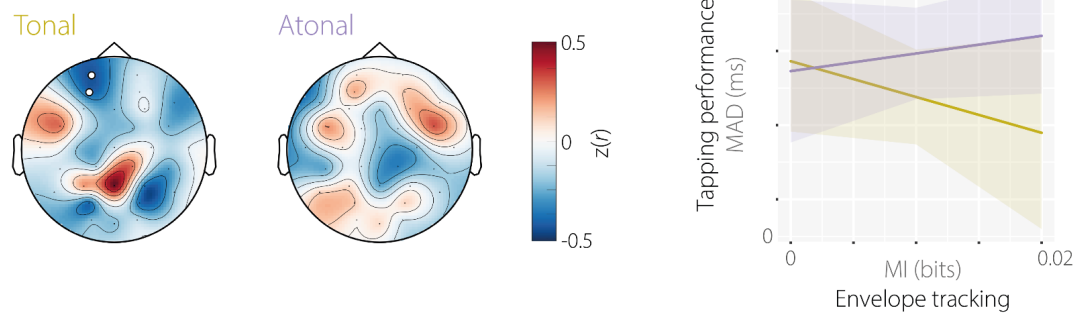 Tonal
Atonal
0.5
0
-0.5
z(r)
Tapping performance
MAD (ms)
0
0
0.02
MI (bits)
Envelope tracking